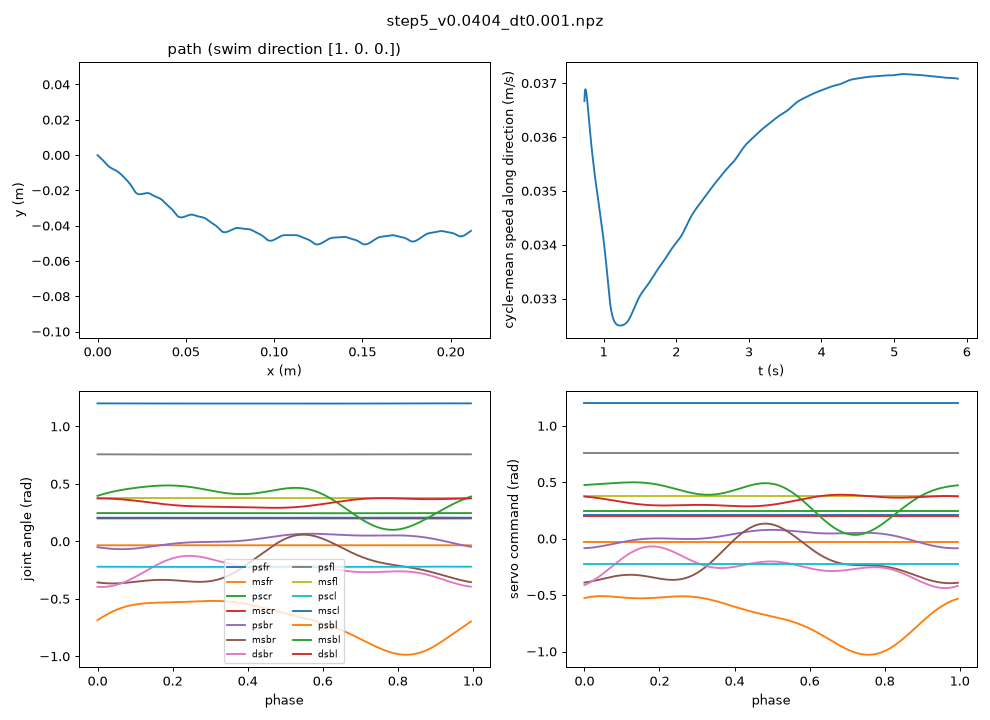 step5_v0.0404_dt0.001.npz
path (swim direction [1. 0. 0.])
0.04
0.02
0.00
−0.02
−0.04
−0.06
−0.08
−0.10
y (m)
0.00 0.05 0.10 0.15 0.20
x (m)
0.037
0.036
0.035
0.034
0.033
cycle-mean speed along direction (m/s)
1 2 3 4 5 6
t (s)
1.0
0.5
0.0
−0.5
−1.0
joint angle (rad)
psfr psfl
msfr msfl
pscr pscl
mscr mscl
psbr psbl
msbr msbl
dsbr dsbl
0.0 0.2 0.4 0.6 0.8 1.0
phase
1.0
0.5
0.0
−0.5
−1.0
servo command (rad)
0.0 0.2 0.4 0.6 0.8 1.0
phase